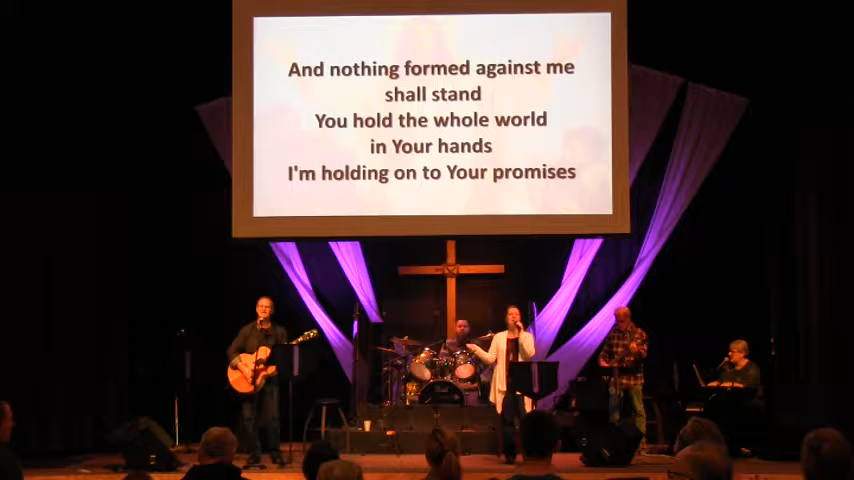 And nothing formed against me
shall stand
You hold the whole world
in Your hands
I'm holding on to Your promises